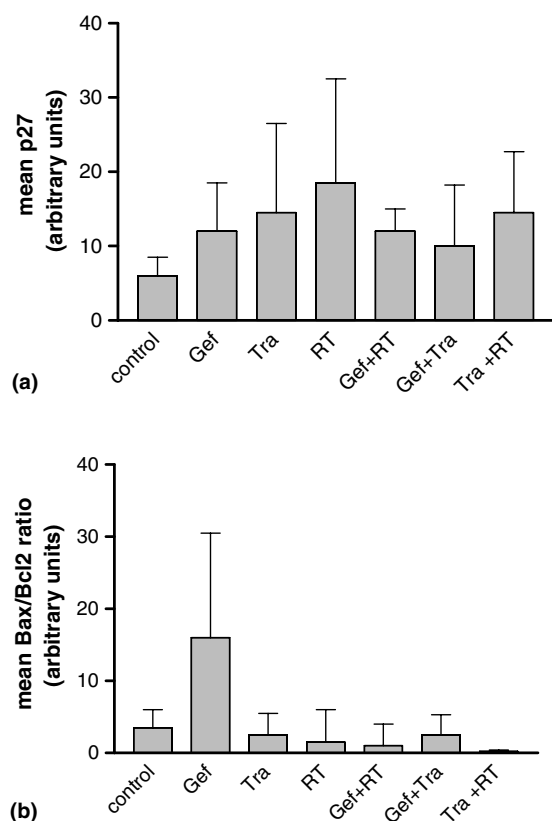 40
30
20
10
0
mean p27
(arbitrary units)
control
Gef
Tra
RT
Gef+RT
Gef+Tra
Tra +RT
(a)
40
30
20
10
0
mean Bax/Bcl2 ratio
(arbitrary units)
control
Gef
Tra
RT
Gef+RT
Gef+Tra
Tra +RT
(b)